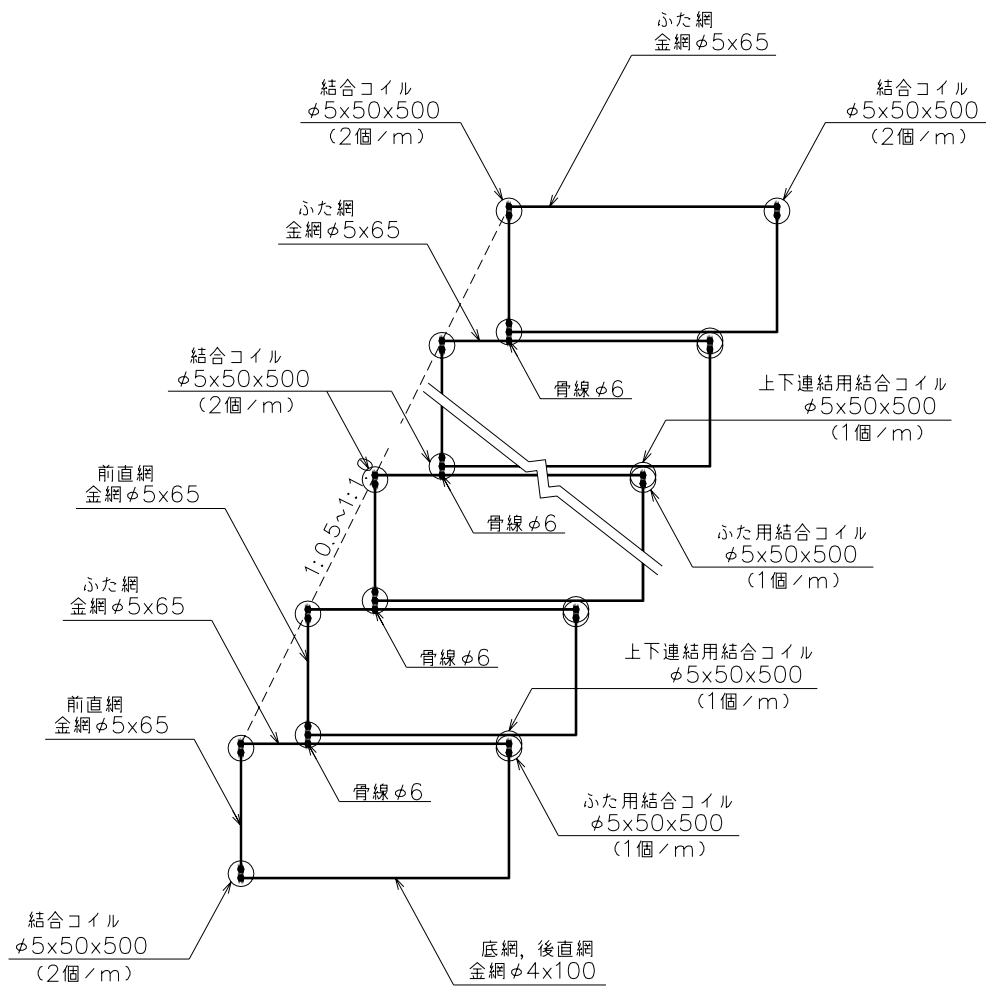 ふた網
金網φ5x65
結合コイル
φ5x50x500
(2個/m)
結合コイル
φ5x50x500
(2個/m)
ふた網
金網φ5x65
結合コイル
φ5x50x500
(2個/m)
骨線φ6
上下連結用結合コイル
φ5x50x500
(1個/m)
前直網
金網φ5x65
1:0.5~1:1.
骨線φ6
ふた用結合コイル
φ5x50x500
(1個/m)
ふた網
金網φ5x65
骨線φ6
上下連結用結合コイル
φ5x50x500
(1個/m)
前直網
金網φ5x65
骨線φ6
ふた用結合コイル
φ5x50x500
(1個/m)
結合コイル
φ5x50x500
(2個/m)
底網, 後直網
金網φ4x100